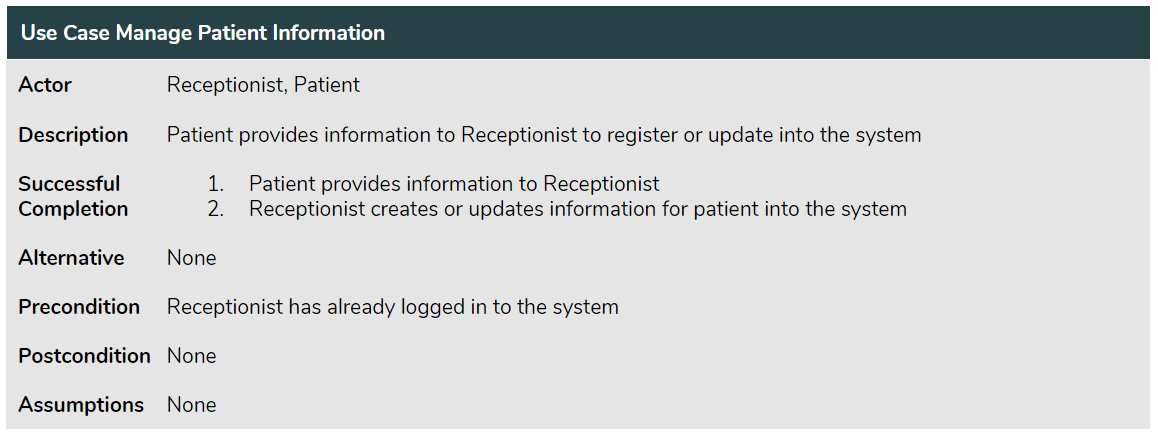 Use Case Manage Patient Information
Actor Receptionist, Patient
Description Patient provides information to Receptionist to register or update into the system
Successful 1. Patient provides information to Receptionist
Completion 2. Receptionist creates or updates information for patient into the system
Alternative None
Precondition Receptionist has already logged in to the system
Postcondition None
Assumptions None